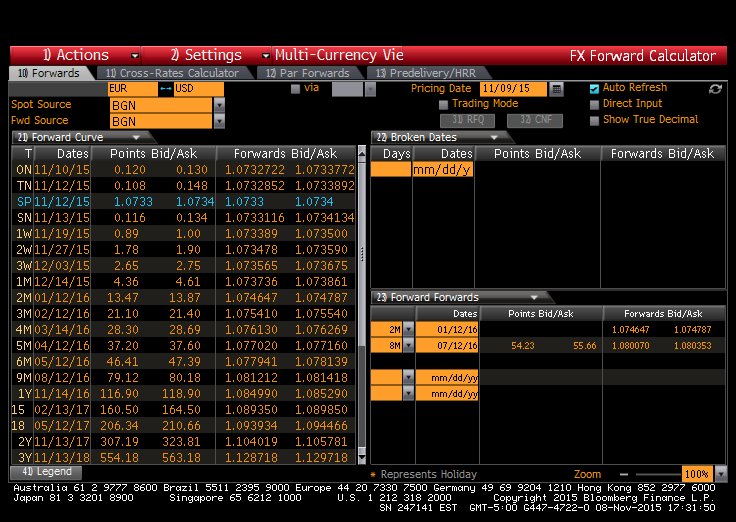 1) Actions 2) Settings Multi-Currency Vie FX Forward Calculator
10) Forwards 11) Cross-Rates Calculator 12) Par Forwards 13) Predelivery/HRR
EUR USD via Pricing Date 11/09/15 Auto Refresh
Spot Source BGN Trading Mode Direct Input
Fwd Source BGN 31) RFQ 32) CNF Show True Decimal
21) Forward Curve
T Dates Points Bid/Ask Forwards Bid/Ask
ON 11/10/15 0.120 0.130 1.0732722 1.0733772
TN 11/12/15 0.108 0.148 1.0732852 1.0733892
SP 11/12/15 1.0733 1.0734 1.0733 1.0734
SN 11/13/15 0.116 0.134 1.0733116 1.0734134
1W 11/19/15 0.89 1.00 1.073389 1.073500
2W 11/27/15 1.78 1.90 1.073478 1.073590
3W 12/03/15 2.65 2.75 1.073565 1.073675
1M 12/14/15 4.36 4.61 1.073736 1.073861
2M 01/12/16 13.47 13.87 1.074647 1.074787
3M 02/12/16 21.10 21.40 1.075410 1.075540
4M 03/14/16 28.30 28.69 1.076130 1.076269
5M 04/12/16 37.20 37.60 1.077020 1.077160
6M 05/12/16 46.41 47.39 1.077941 1.078139
9M 08/12/16 79.12 80.18 1.081212 1.081418
1Y 11/14/16 116.90 118.90 1.084990 1.085290
15 02/13/17 160.50 164.50 1.089350 1.089850
18 05/12/17 206.34 210.66 1.093934 1.094466
2Y 11/13/17 307.19 323.81 1.104019 1.105781
3Y 11/13/18 554.18 563.18 1.128718 1.129718
22) Broken Dates
Days Dates Points Bid/Ask Forwards Bid/Ask
mm/dd/y
23) Forward Forwards
Dates Points Bid/Ask Forwards Bid/Ask
2M 01/12/16 1.074647 1.074787
8M 07/12/16 54.23 55.66 1.080070 1.080353
mm/dd/yy
mm/dd/yy
41) Legend * Represents Holiday Zoom 100%
Australia 61 2 9777 8600 Brazil 5511 2395 9000 Europe 44 20 7330 7500 Germany 49 69 9204 1210 Hong Kong 852 2977 6000
Japan 81 3 3201 8900 Singapore 65 6212 1000 U.S. 1 212 318 2000 Copyright 2015 Bloomberg Finance L.P.
SN 247141 EST GMT-5:00 G447-4722-0 08-Nov-2015 17:31:50